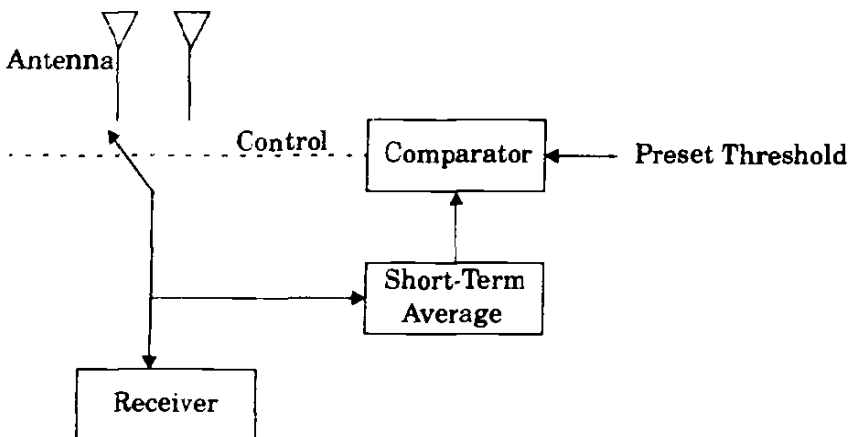 Antenna
Control
Comparator
Preset Threshold
Short-Term
Average
Receiver